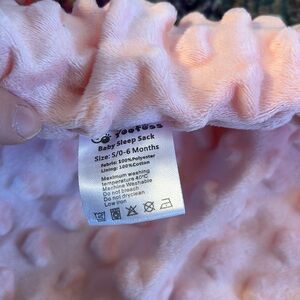 Baby Sleep Sack
Size: S/0-6 Months
Fabric: 100%Polyester
Lining: 100%Cotton
Maximum washing
temperature 40°C
Machine Washable
Do not bleach
Do not dryclean
Low iron